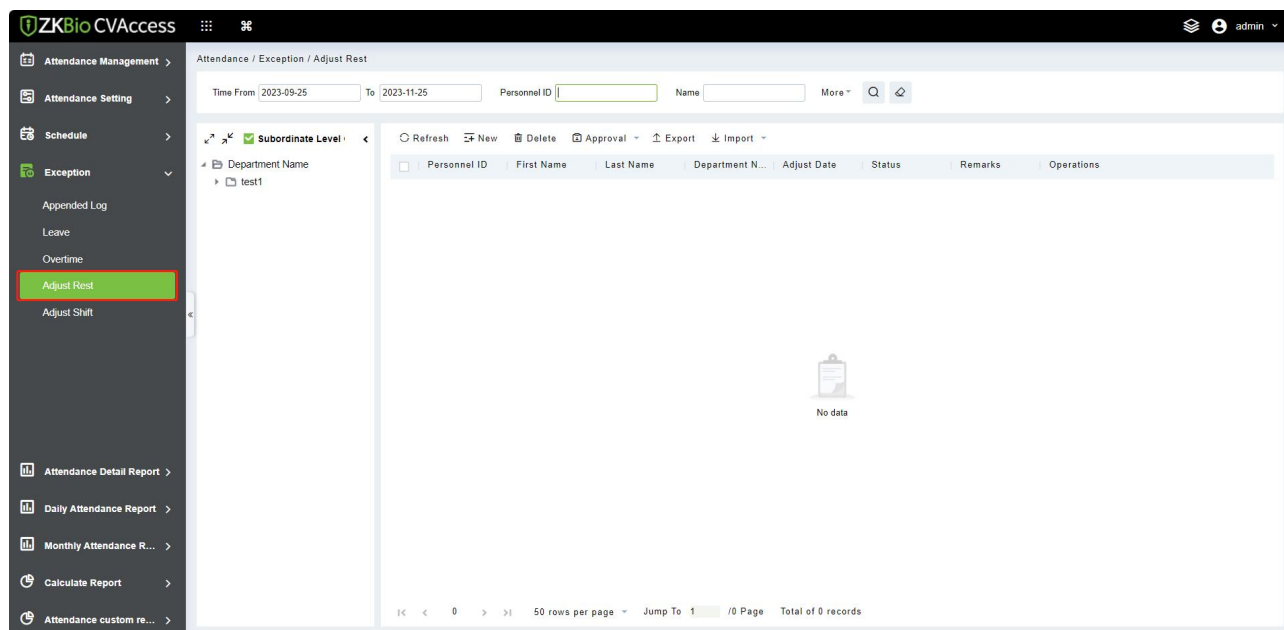 ZKBio CVAccess
admin
Attendance Management
Attendance Setting
Schedule
Exception
Appended Log
Leave
Overtime
Adjust Rest
Adjust Shift
Attendance Detail Report
Daily Attendance Report
Monthly Attendance R...
Calculate Report
Attendance custom re...
Attendance / Exception / Adjust Rest
Time From 2023-09-25 To 2023-11-25 Personnel ID Name More
Subordinate Level
Department Name
test1
Refresh New Delete Approval Export Import
Personnel ID First Name Last Name Department N... Adjust Date Status Remarks Operations
No data
0 50 rows per page Jump To 1 /0 Page Total of 0 records